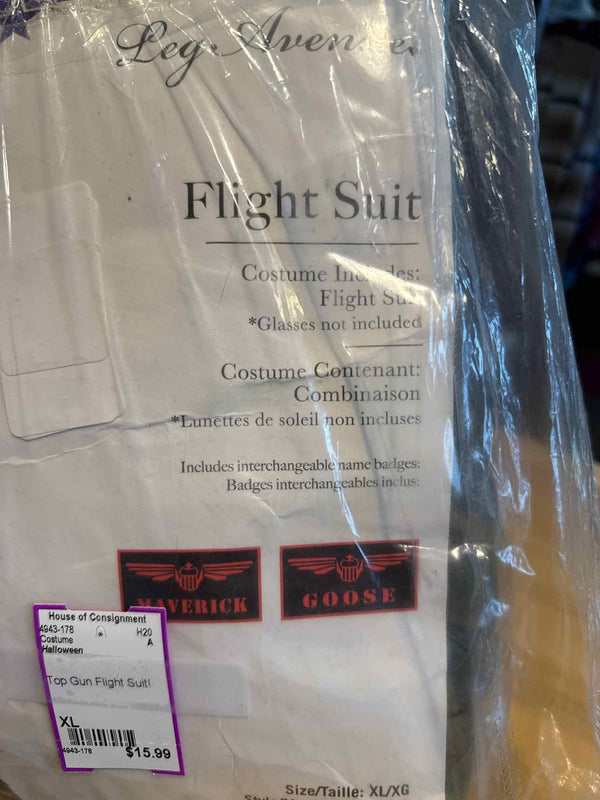 Leg Avenue
Flight Suit
Costume Includes:
Flight Suit
*Glasses not included
Costume Contenant:
Combinaison
*Lunettes de soleil non incluses
Includes interchangeable name badges:
Badges interchangeables inclus:
MAVERICK
GOOSE
House of Consignment
4943-178 H20
Costume A
Halloween
Top Gun Flight Suit!
XL
4943-178 $15.99
Size/Taille: XL/XG